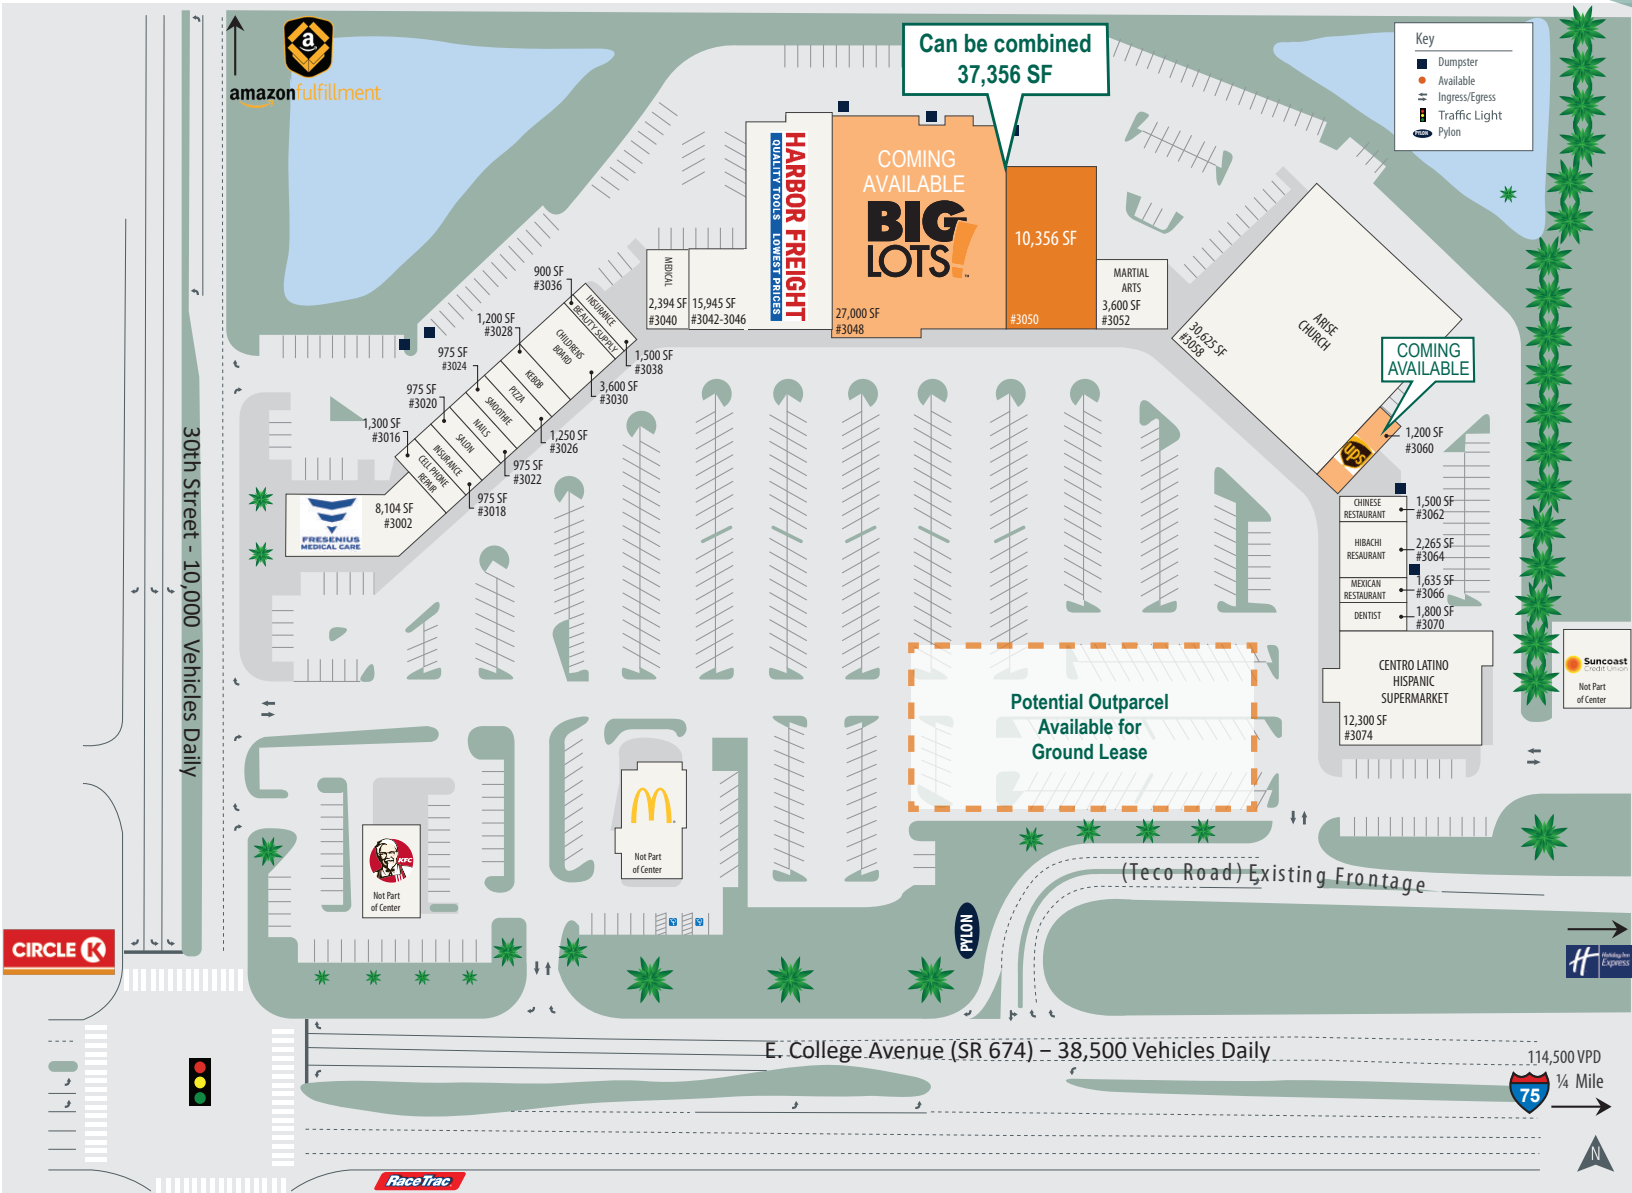 amazonfulfillment
Can be combined
37,356 SF
Key
Dumpster
Available
Ingress/Egress
Traffic Light
PYLON
Pylon
COMING
AVAILABLE
BIG
LOTS!
27,000 SF
#3048
HARBOR FREIGHT
QUALITY TOOLS LOWEST PRICES
10,356 SF
#3050
MARTIAL
ARTS
3,600 SF
#3052
MEDICAL
2,394 SF
#3040
15,945 SF
#3042-3046
900 SF
#3036
INSURANCE
BEAUTY SUPPLY
1,200 SF
#3028
CHILDRENS
BOARD
1,500 SF
#3038
975 SF
#3024
KEBOB
3,600 SF
#3030
975 SF
#3020
PIZZA
SMOOTHIE
1,250 SF
#3026
1,300 SF
#3016
NAILS
SALON
975 SF
#3022
INSURANCE
CELL PHONE
REPAIR
975 SF
#3018
8,104 SF
#3002
FRESENIUS
MEDICAL CARE
ARISE
CHURCH
30,625 SF
#3058
COMING
AVAILABLE
ups
1,200 SF
#3060
CHINESE
RESTAURANT
1,500 SF
#3062
HIBACHI
RESAURANT
2,265 SF
#3064
MEXICAN
RESTAURANT
1,635 SF
#3066
DENTIST
1,800 SF
#3070
CENTRO LATINO
HISPANIC
SUPERMARKET
12,300 SF
#3074
Suncoast
Credit Union
Not Part
of Center
Potential Outparcel
Available for
Ground Lease
30th Street - 10,000 Vehicles Daily
KFC
Not Part
of Center
Not Part
of Center
(Teco Road) Existing Frontage
PYLON
CIRCLE K
H
Holiday Inn
Express
E. College Avenue (SR 674) – 38,500 Vehicles Daily
114,500 VPD
¼ Mile
75
RaceTrac
N